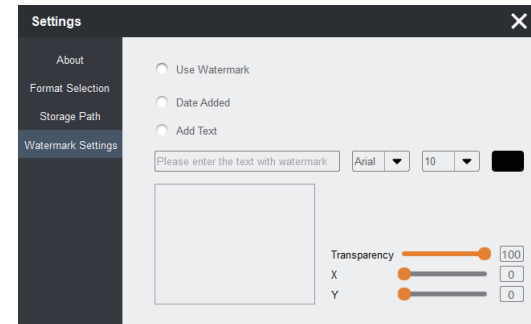 Settings
About
Format Selection
Storage Path
Watermark Settings
Use Watermark
Date Added
Add Text
Please enter the text with watermark Arial 10
Transparency 100
X 0
Y 0